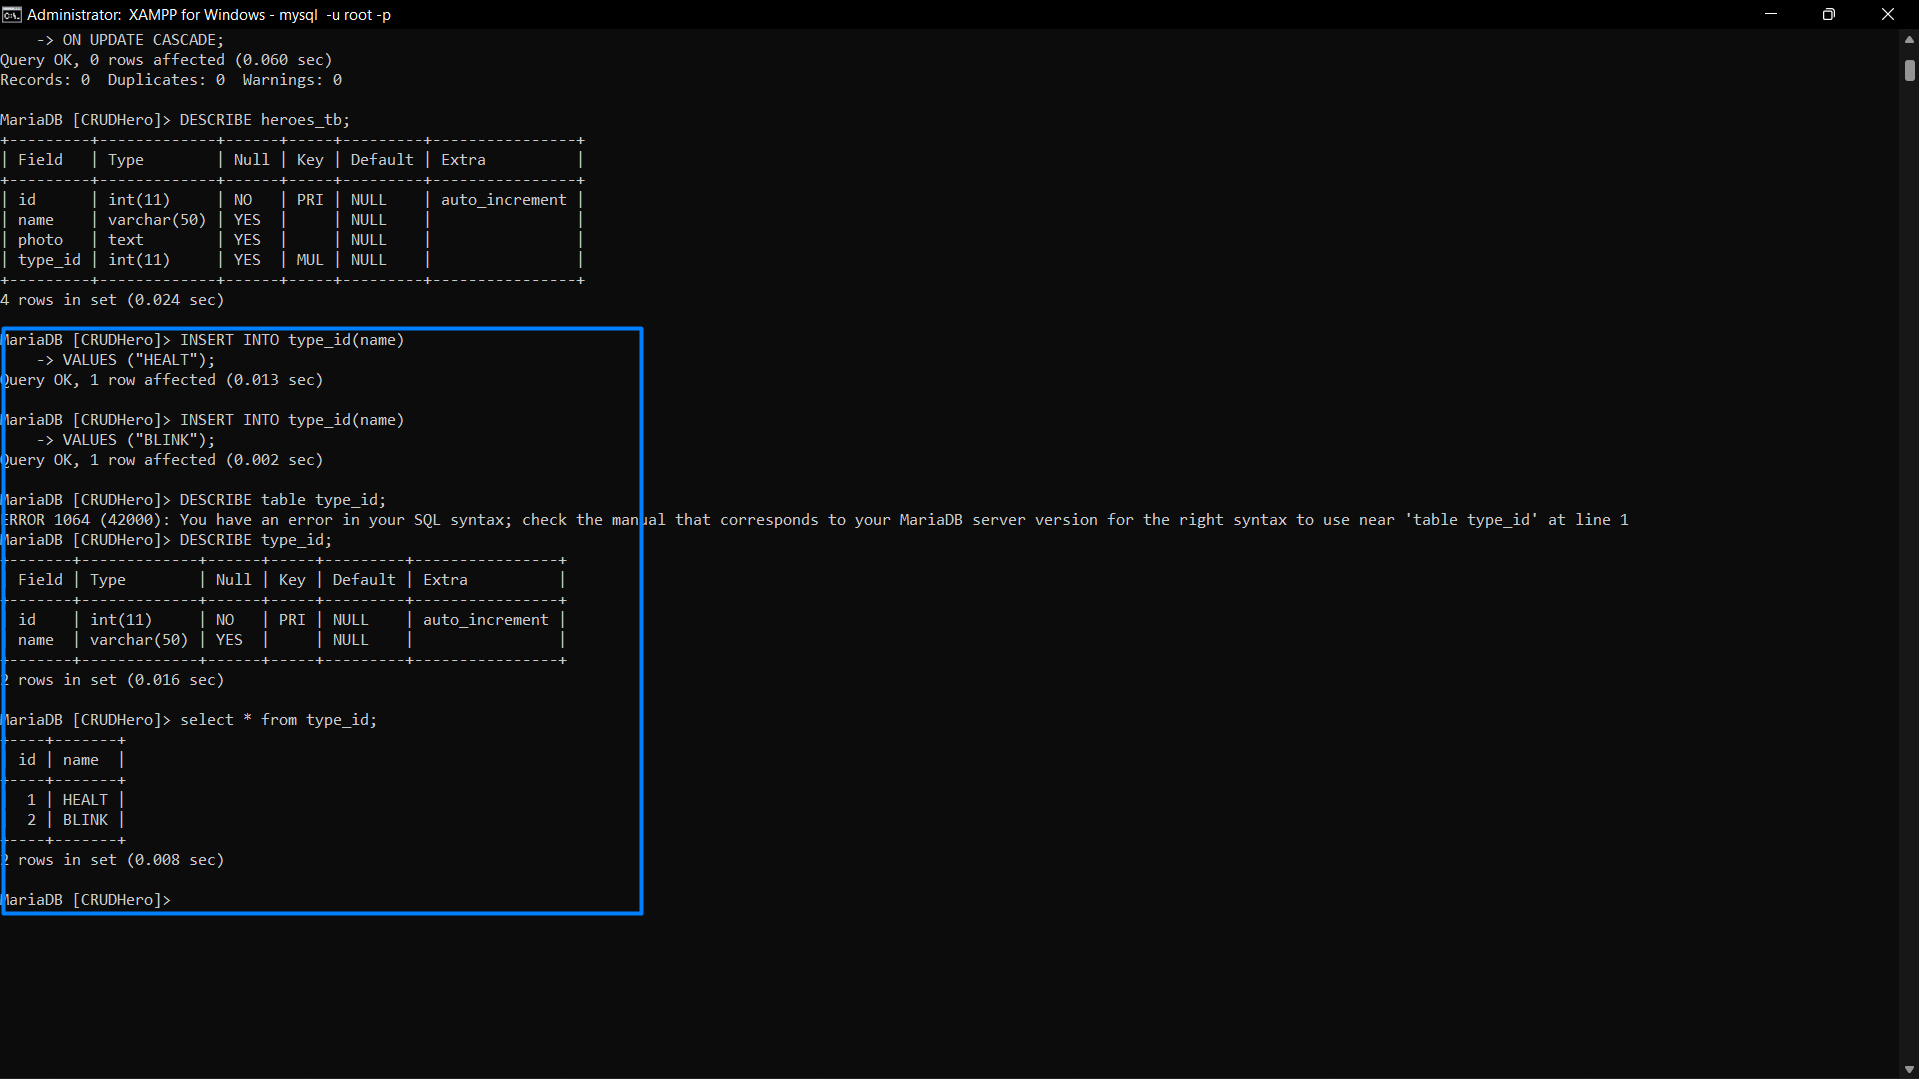 Administrator:  XAMPP for Windows - mysql  -u root -p
    -> ON UPDATE CASCADE;
Query OK, 0 rows affected (0.060 sec)
Records: 0  Duplicates: 0  Warnings: 0
MariaDB [CRUDHero]> DESCRIBE heroes_tb;
+---------+-------------+------+-----+---------+----------------+
| Field   | Type        | Null | Key | Default | Extra          |
+---------+-------------+------+-----+---------+----------------+
| id      | int(11)     | NO   | PRI | NULL    | auto_increment |
| name    | varchar(50) | YES  |     | NULL    |                |
| photo   | text        | YES  |     | NULL    |                |
| type_id | int(11)     | YES  | MUL | NULL    |                |
+---------+-------------+------+-----+---------+----------------+
4 rows in set (0.024 sec)
MariaDB [CRUDHero]> INSERT INTO type_id(name)
    -> VALUES ("HEALT");
Query OK, 1 row affected (0.013 sec)
MariaDB [CRUDHero]> INSERT INTO type_id(name)
    -> VALUES ("BLINK");
Query OK, 1 row affected (0.002 sec)
MariaDB [CRUDHero]> DESCRIBE table type_id;
ERROR 1064 (42000): You have an error in your SQL syntax; check the manual that corresponds to your MariaDB server version for the right syntax to use near 'table type_id' at line 1
MariaDB [CRUDHero]> DESCRIBE type_id;
+-------+-------------+------+-----+---------+----------------+
| Field | Type        | Null | Key | Default | Extra          |
+-------+-------------+------+-----+---------+----------------+
| id    | int(11)     | NO   | PRI | NULL    | auto_increment |
| name  | varchar(50) | YES  |     | NULL    |                |
+-------+-------------+------+-----+---------+----------------+
2 rows in set (0.016 sec)
MariaDB [CRUDHero]> select * from type_id;
+----+-------+
| id | name  |
+----+-------+
|  1 | HEALT |
|  2 | BLINK |
+----+-------+
2 rows in set (0.008 sec)
MariaDB [CRUDHero]>